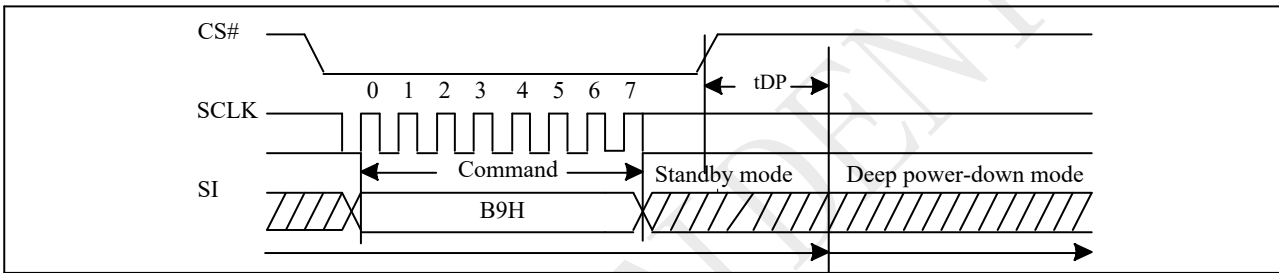 CS#
tDP
0 1 2 3 4 5 6 7
SCLK
Command
Standby mode
Deep power-down mode
SI
B9H